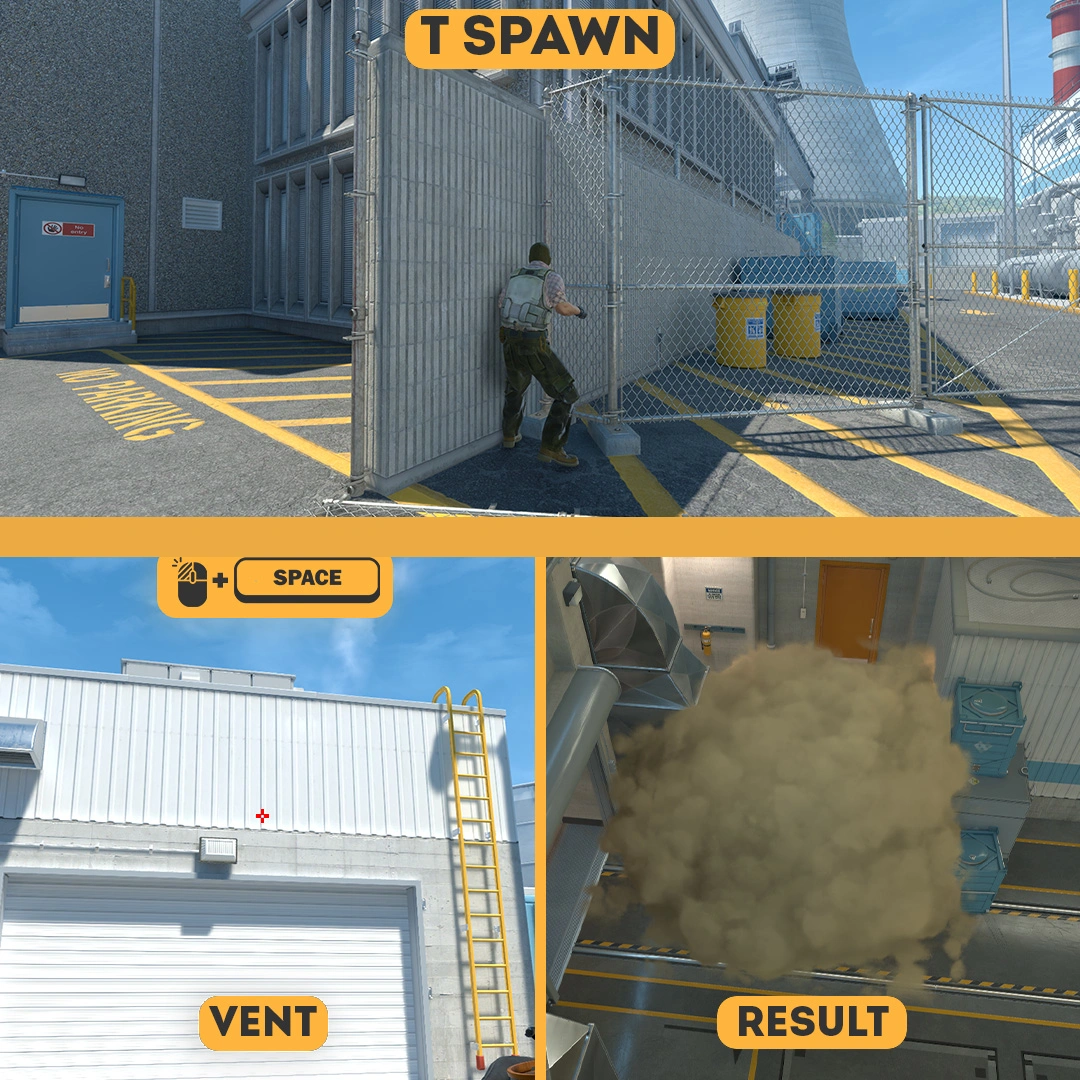 T SPAWN
No
entry
NO PARKING
+ SPACE
VENT
RESULT